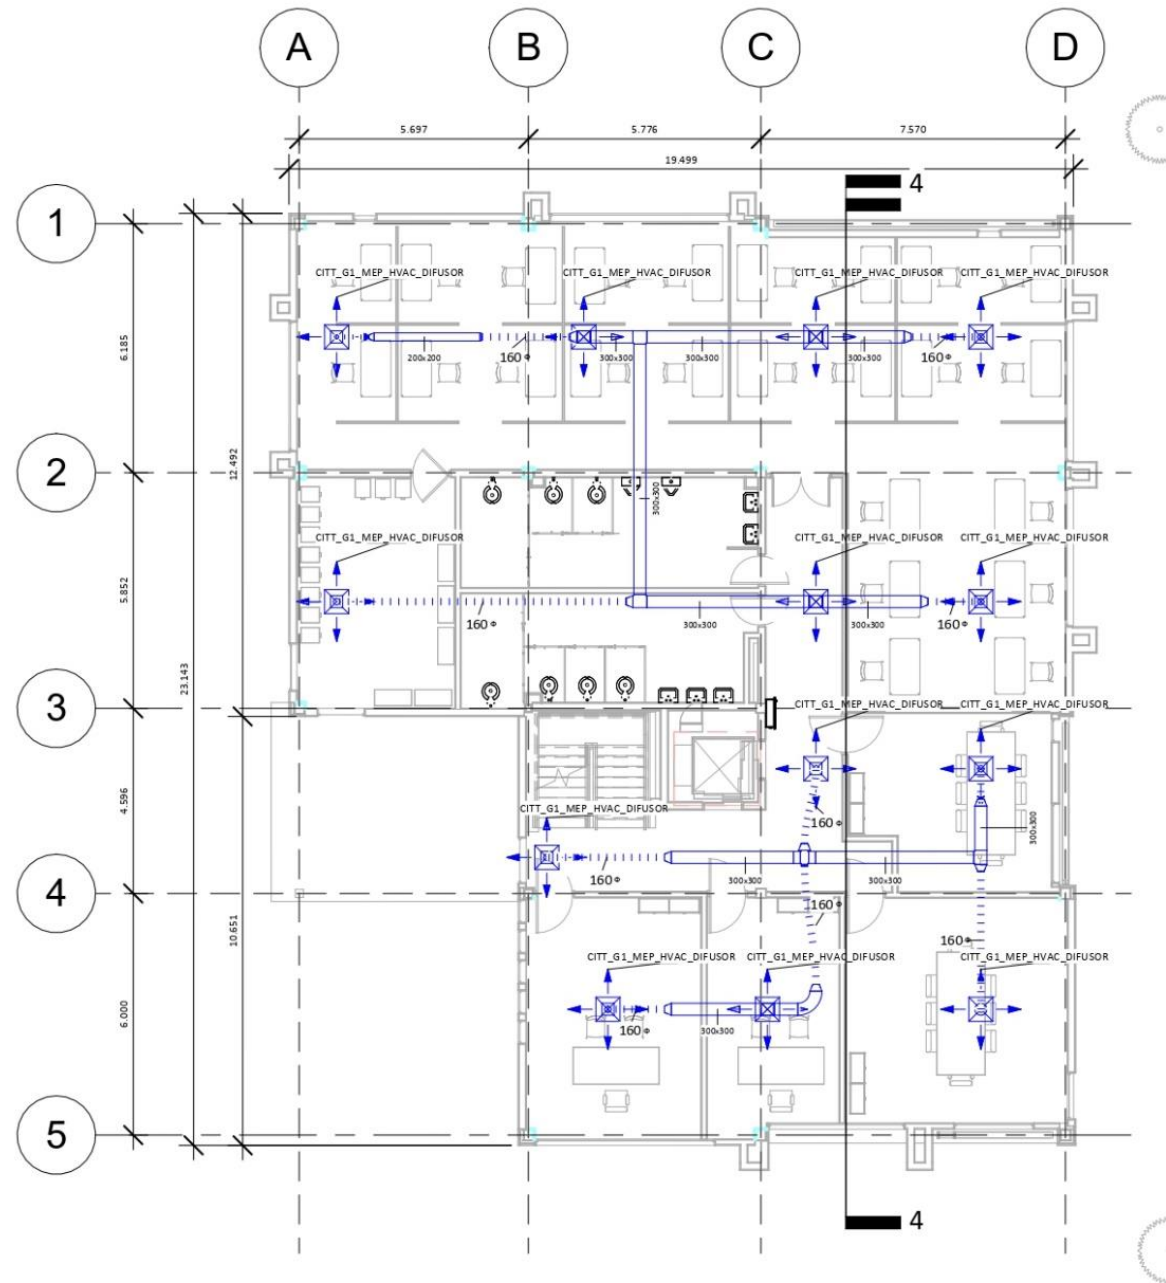 A B C D
5.697 5.776 7.570
19.499
4
1
CITT_G1_MEP_HVAC_DIFUSOR CITT_G1_MEP_HVAC_DIFUSOR CITT_G1_MEP_HVAC_DIFUSOR CITT_G1_MEP_HVAC_DIFUSOR
6.185
200x200 160 Φ 300x300 300x300 300x300 160 Φ
2
12.492
300x300
CITT_G1_MEP_HVAC_DIFUSOR CITT_G1_MEP_HVAC_DIFUSOR CITT_G1_MEP_HVAC_DIFUSOR
5.852
160 Φ 300x300 300x300 160 Φ
23.143
3
CITT_G1_MEP_HVAC_DIFUSOR CITT_G1_MEP_HVAC_DIFUSOR
4.596
CITT_G1_MEP_HVAC_DIFUSOR 160 Φ 300x300
160 Φ 300x300 300x300
4
160 Φ
10.651
160 Φ
CITT_G1_MEP_HVAC_DIFUSOR CITT_G1_MEP_HVAC_DIFUSOR CITT_G1_MEP_HVAC_DIFUSOR
6.000
160 Φ 300x300
5
4